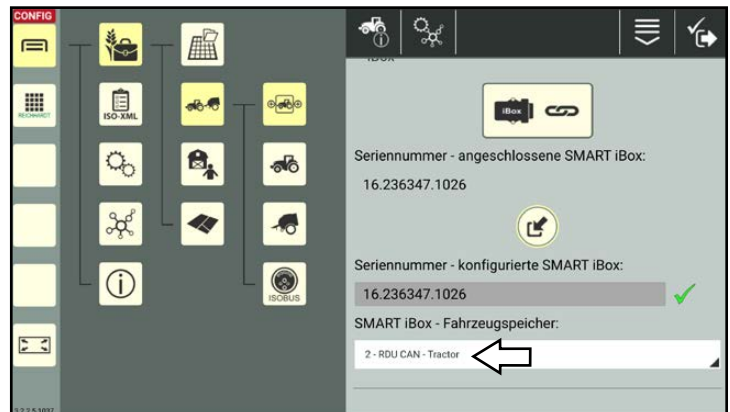 CONFIG
REICHHARDT
ISO-XML
ISOBUS
iBox
Seriennummer - angeschlossene SMART iBox:
16.236347.1026
Seriennummer - konfigurierte SMART iBox:
16.236347.1026
SMART iBox - Fahrzeugspeicher:
2 - RDU CAN - Tractor